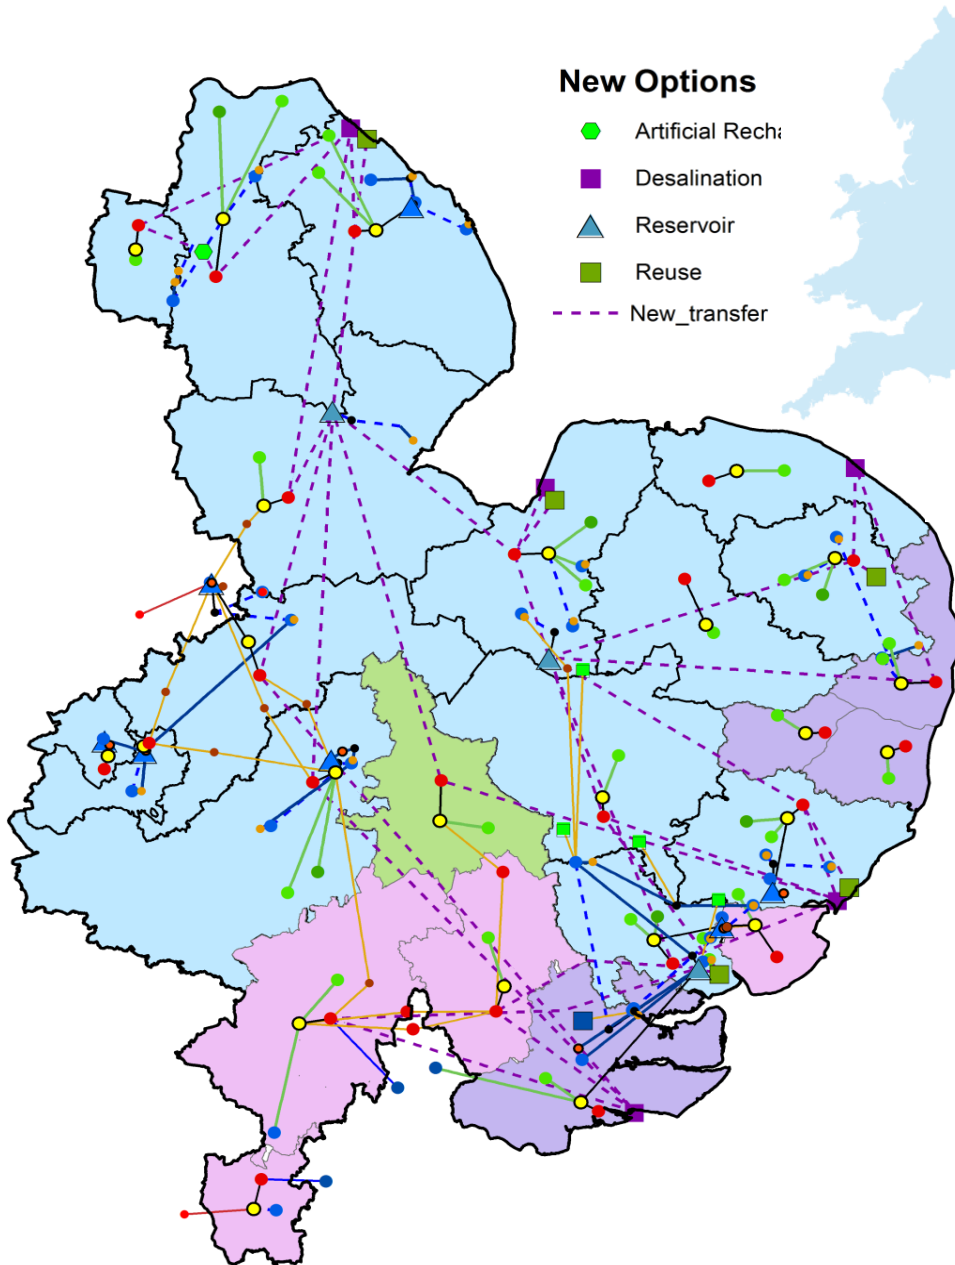 New Options
Artificial Recha
Desalination
Reservoir
Reuse
New_transfer